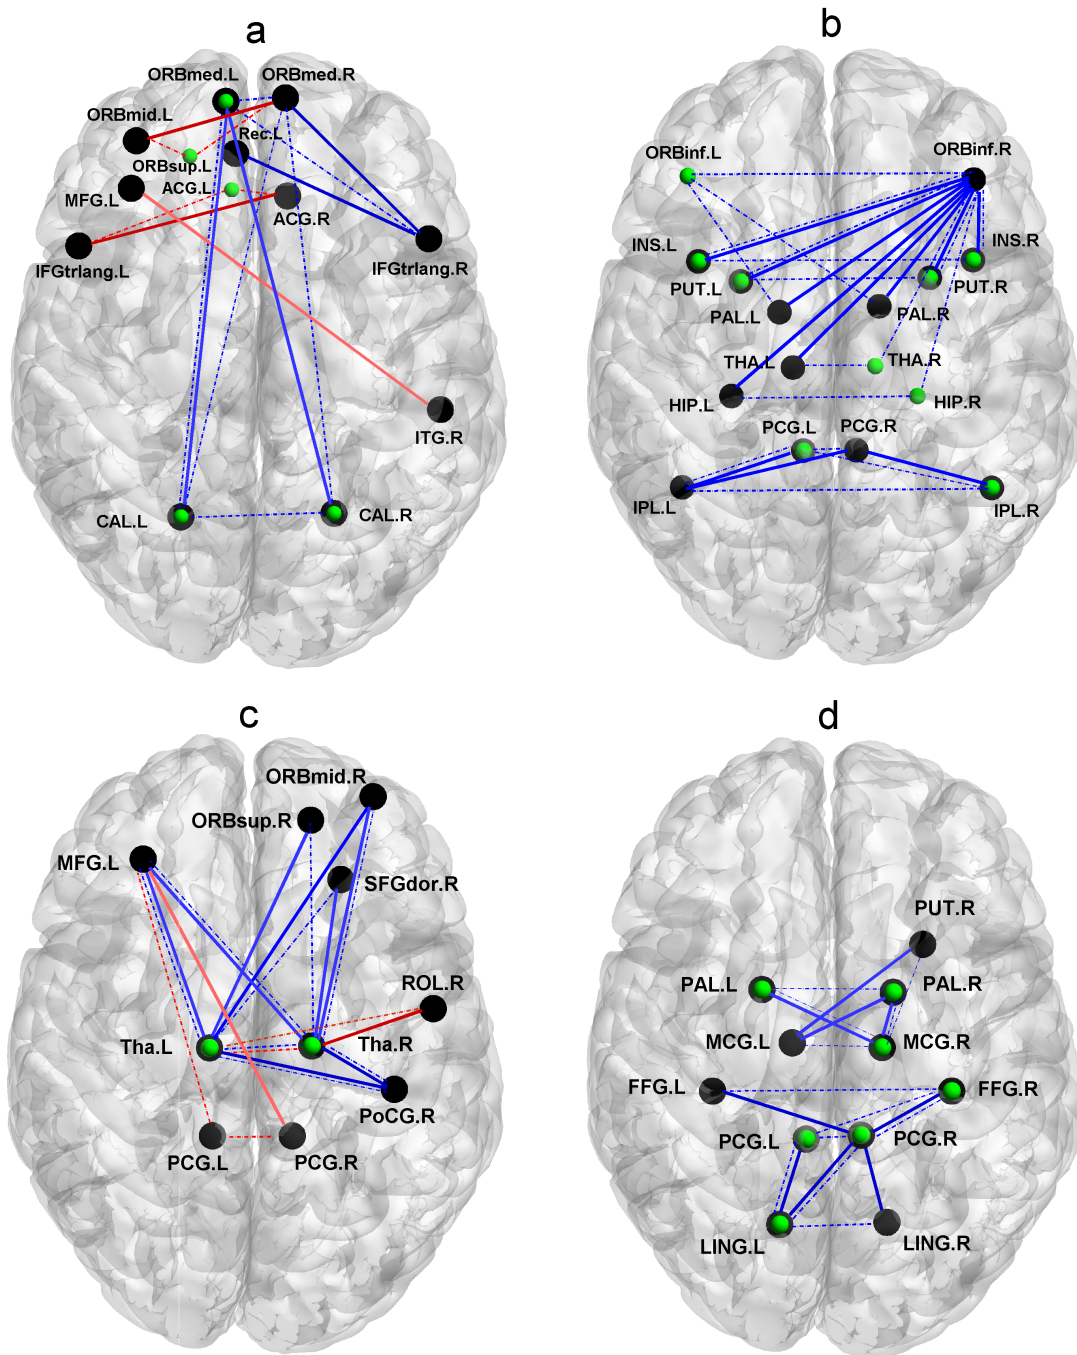 a
ORBmed.L
ORBmed.R
ORBmid.L
Rec.L
ORBsup.L
MFG.L
ACG.L
ACG.R
IFGtrlang.L
IFGtrlang.R
ITG.R
CAL.L
CAL.R
b
ORBinf.L
ORBinf.R
INS.L
INS.R
PUT.L
PUT.R
PAL.L
PAL.R
THA.L
THA.R
HIP.L
HIP.R
PCG.L
PCG.R
IPL.L
IPL.R
c
ORBmid.R
ORBsup.R
MFG.L
SFGdor.R
ROL.R
Tha.L
Tha.R
PoCG.R
PCG.L
PCG.R
d
PUT.R
PAL.L
PAL.R
MCG.L
MCG.R
FFG.L
FFG.R
PCG.L
PCG.R
LING.L
LING.R